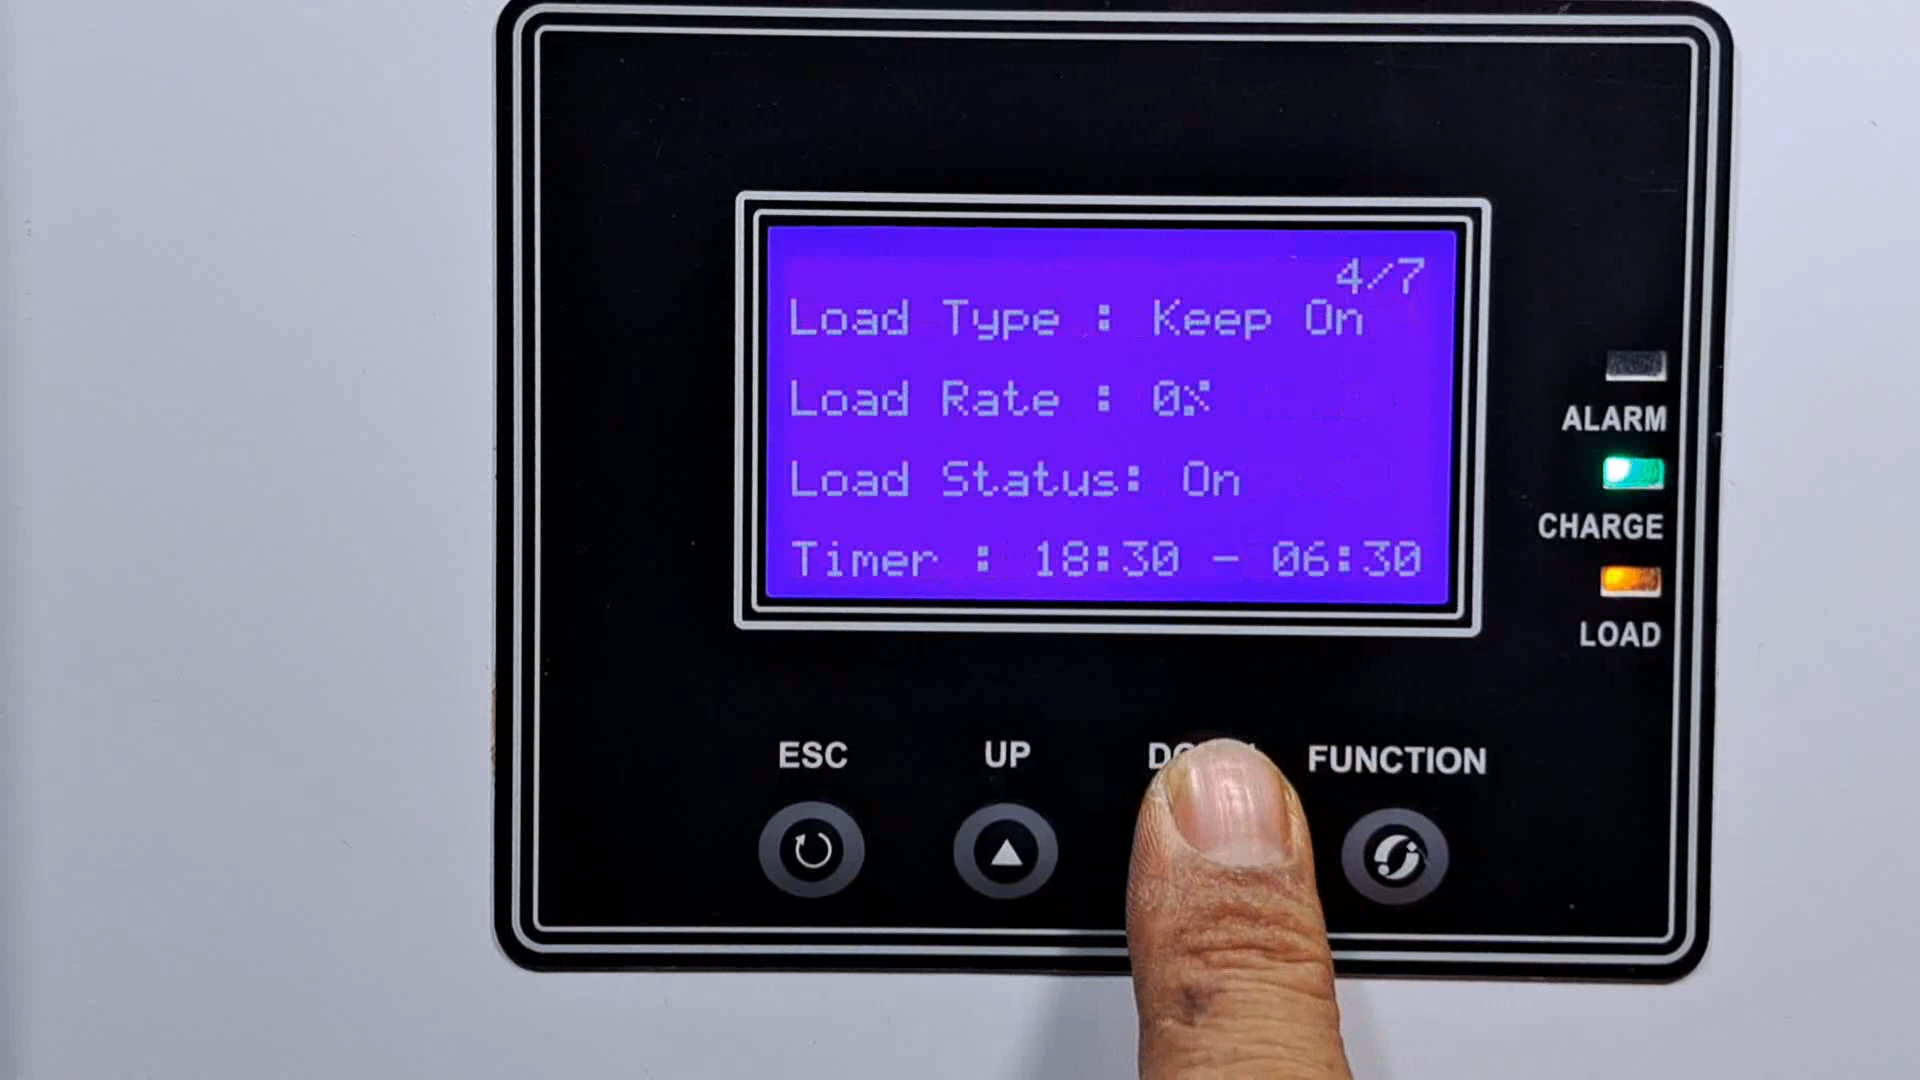 4/7
Load Type : Keep On
Load Rate : 0%
Load Status: On
Timer : 18:30 - 06:30
ALARM
CHARGE
LOAD
ESC
UP
FUNCTION